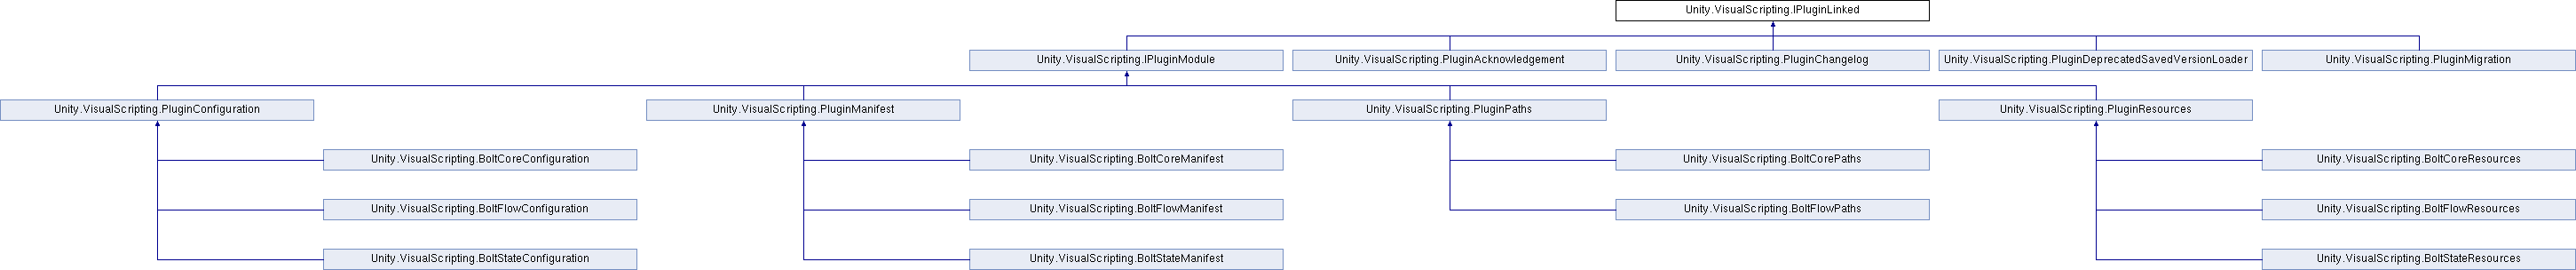 Unity.VisualScripting.IPluginLinked
Unity.VisualScripting.IPluginModule
Unity.VisualScripting.PluginAcknowledgement
Unity.VisualScripting.PluginChangelog
Unity.VisualScripting.PluginDeprecatedSavedVersionLoader
Unity.VisualScripting.PluginMigration
Unity.VisualScripting.PluginConfiguration
Unity.VisualScripting.PluginManifest
Unity.VisualScripting.PluginPaths
Unity.VisualScripting.PluginResources
Unity.VisualScripting.BoltCoreConfiguration
Unity.VisualScripting.BoltCoreManifest
Unity.VisualScripting.BoltCorePaths
Unity.VisualScripting.BoltCoreResources
Unity.VisualScripting.BoltFlowConfiguration
Unity.VisualScripting.BoltFlowManifest
Unity.VisualScripting.BoltFlowPaths
Unity.VisualScripting.BoltFlowResources
Unity.VisualScripting.BoltStateConfiguration
Unity.VisualScripting.BoltStateManifest
Unity.VisualScripting.BoltStateResources